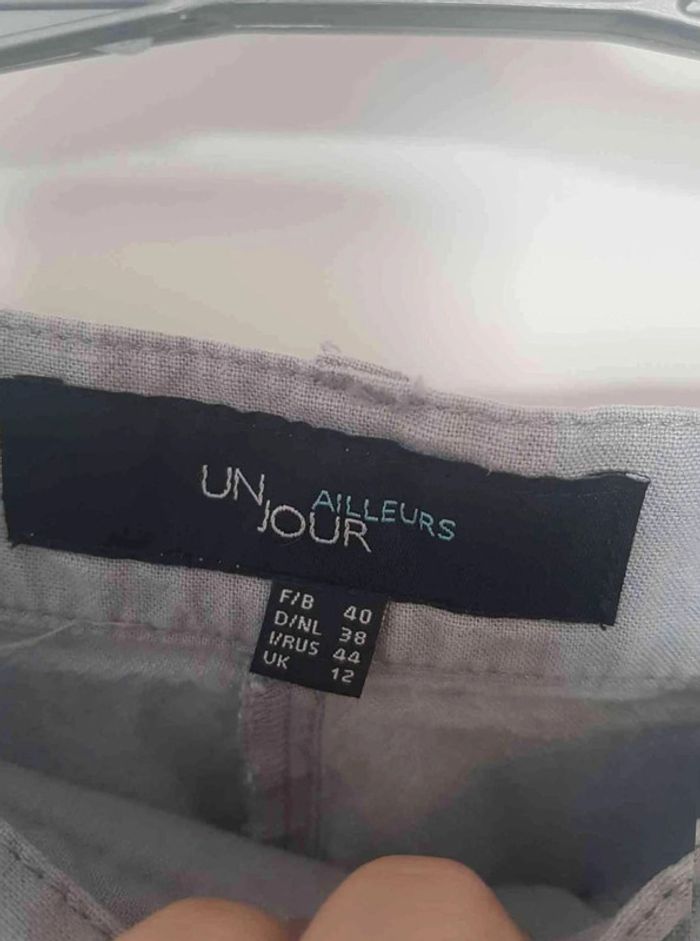 UN
AILLEURS
JOUR
F/B 40
D/NL 38
I/RUS 44
UK 12